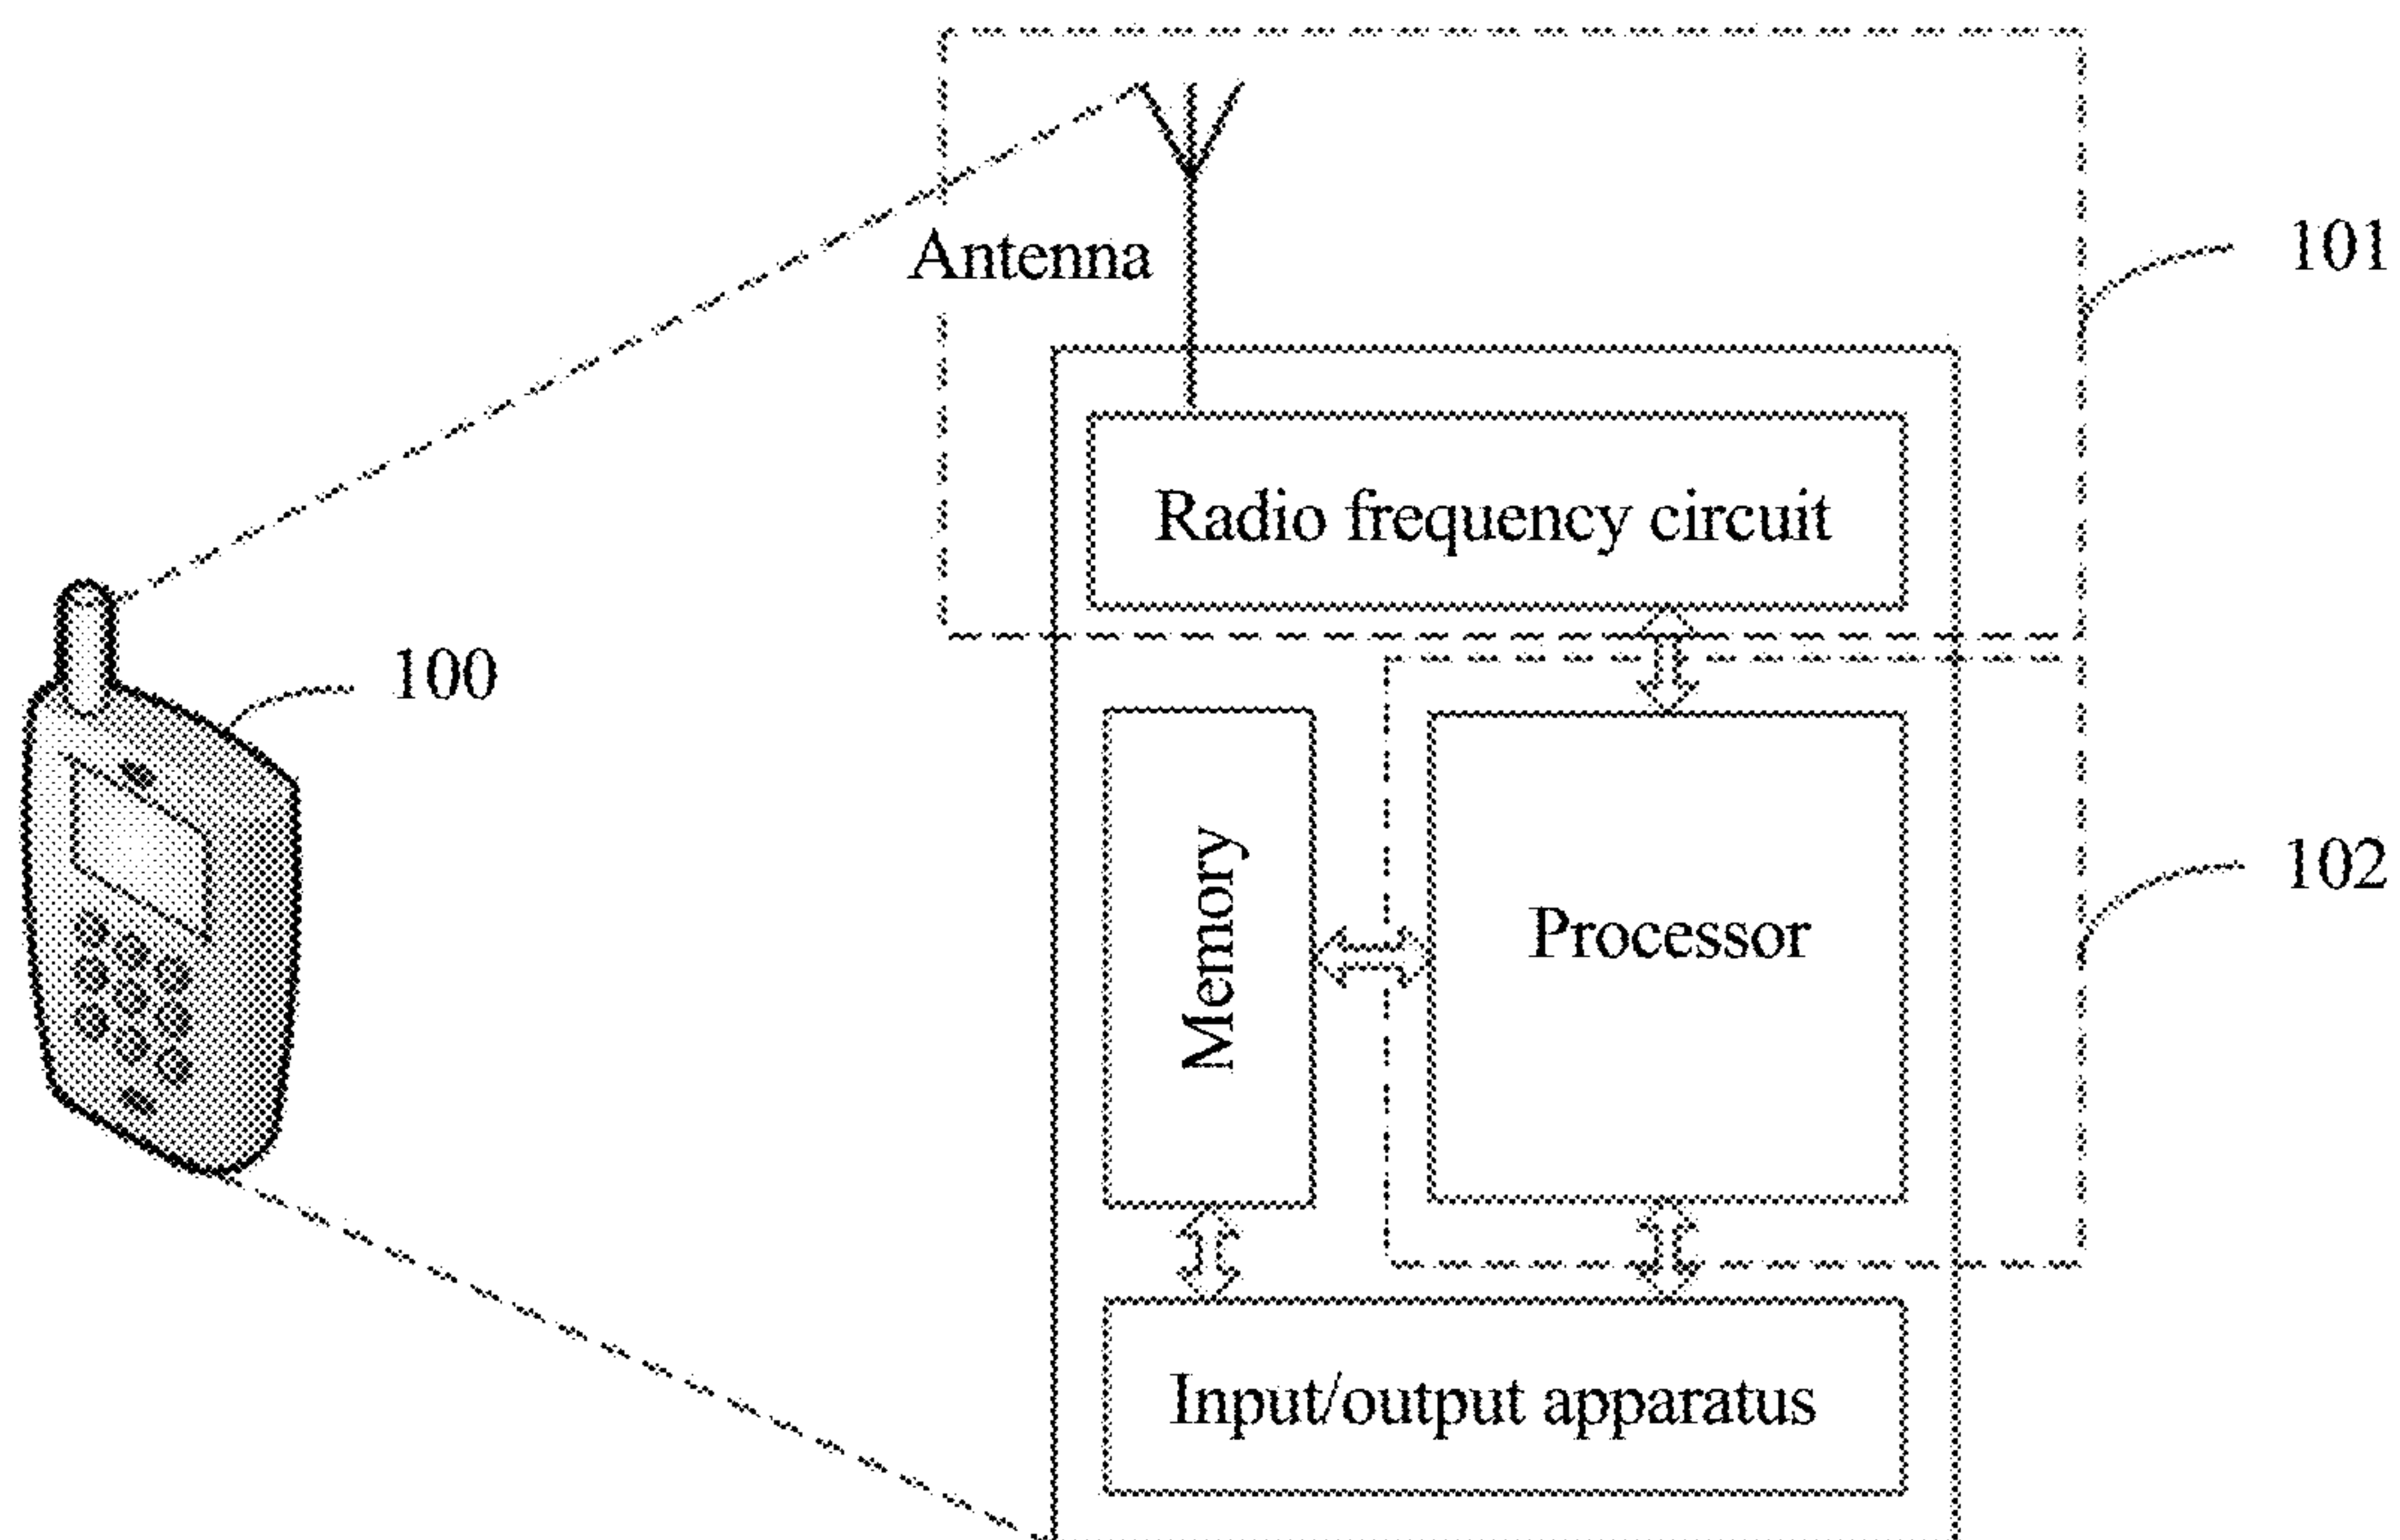 Antenna
101
Radio frequency circuit
100
Memory
Processor
102
Input/output apparatus